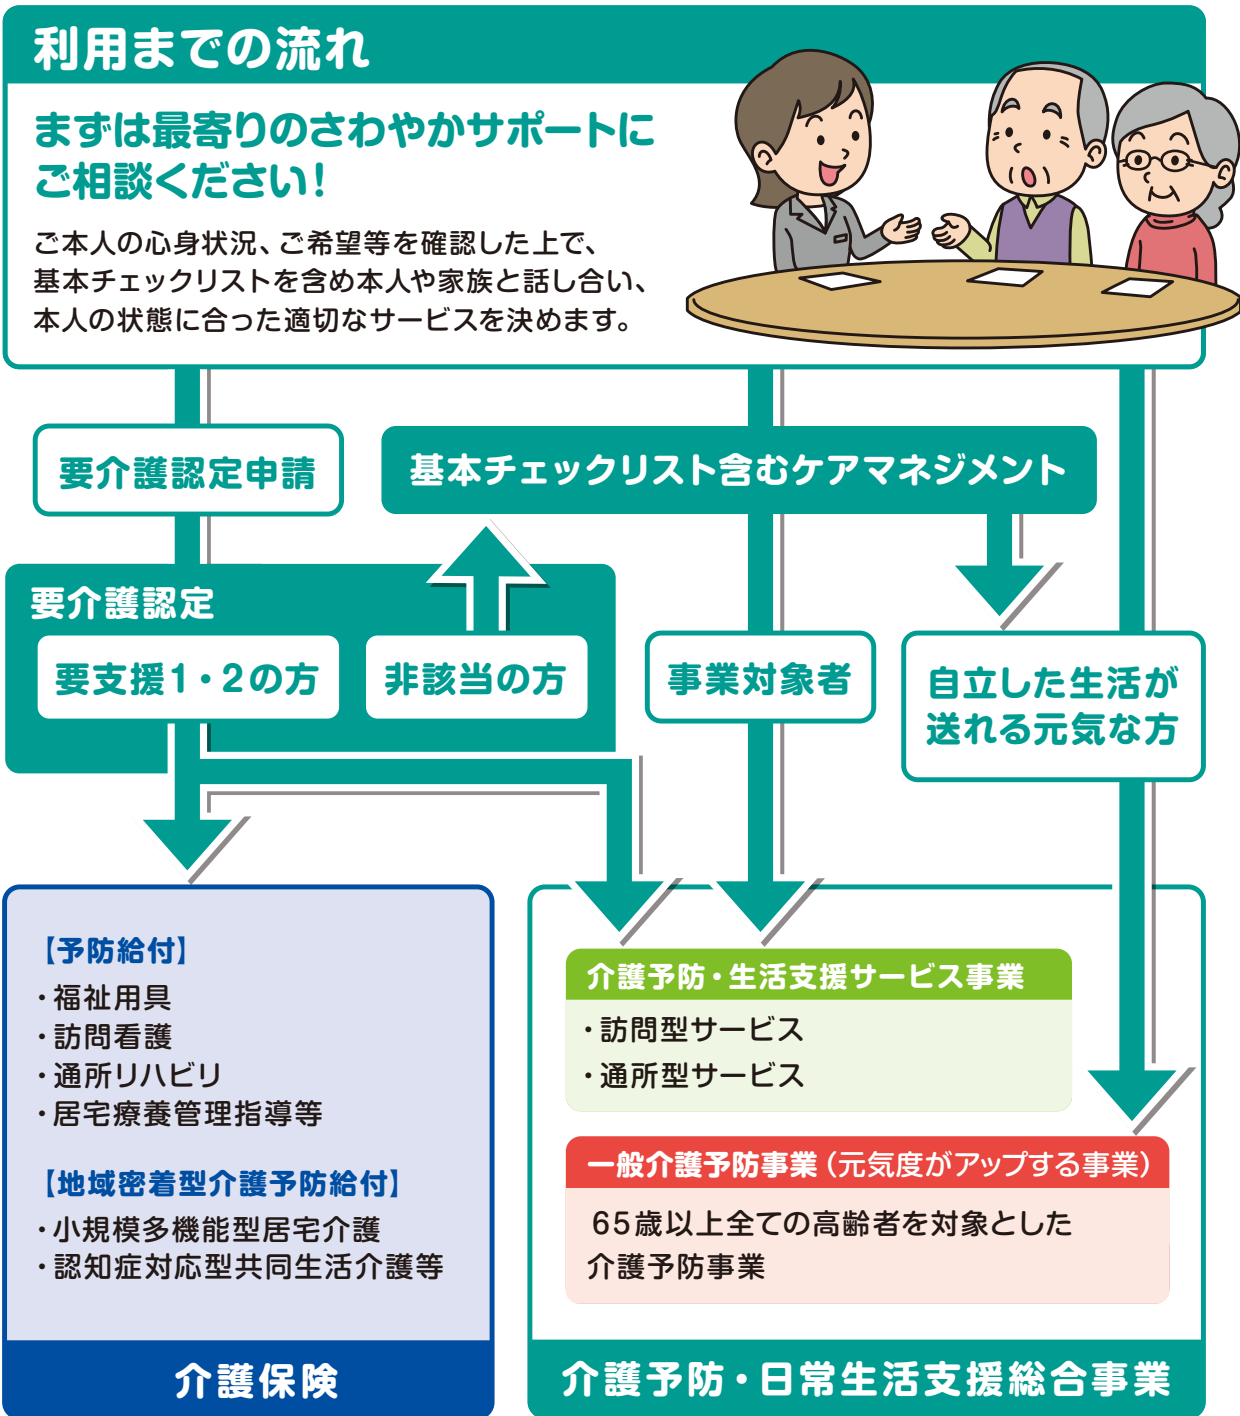 利用までの流れ
まずは最寄りのさわやかサポートに
ご相談ください!
ご本人の心身状況、ご希望等を確認した上で、
基本チェックリストを含め本人や家族と話し合い、
本人の状態に合った適切なサービスを決めます。
要介護認定申請
基本チェックリスト含むケアマネジメント
要介護認定
要支援1・2の方
非該当の方
事業対象者
自立した生活が
送れる元気な方
【予防給付】
・福祉用具
・訪問看護
・通所リハビリ
・居宅療養管理指導等
【地域密着型介護予防給付】
・小規模多機能型居宅介護
・認知症対応型共同生活介護等
介護保険
介護予防・生活支援サービス事業
・訪問型サービス
・通所型サービス
一般介護予防事業(元気度がアップする事業)
65歳以上全ての高齢者を対象とした
介護予防事業
介護予防・日常生活支援総合事業